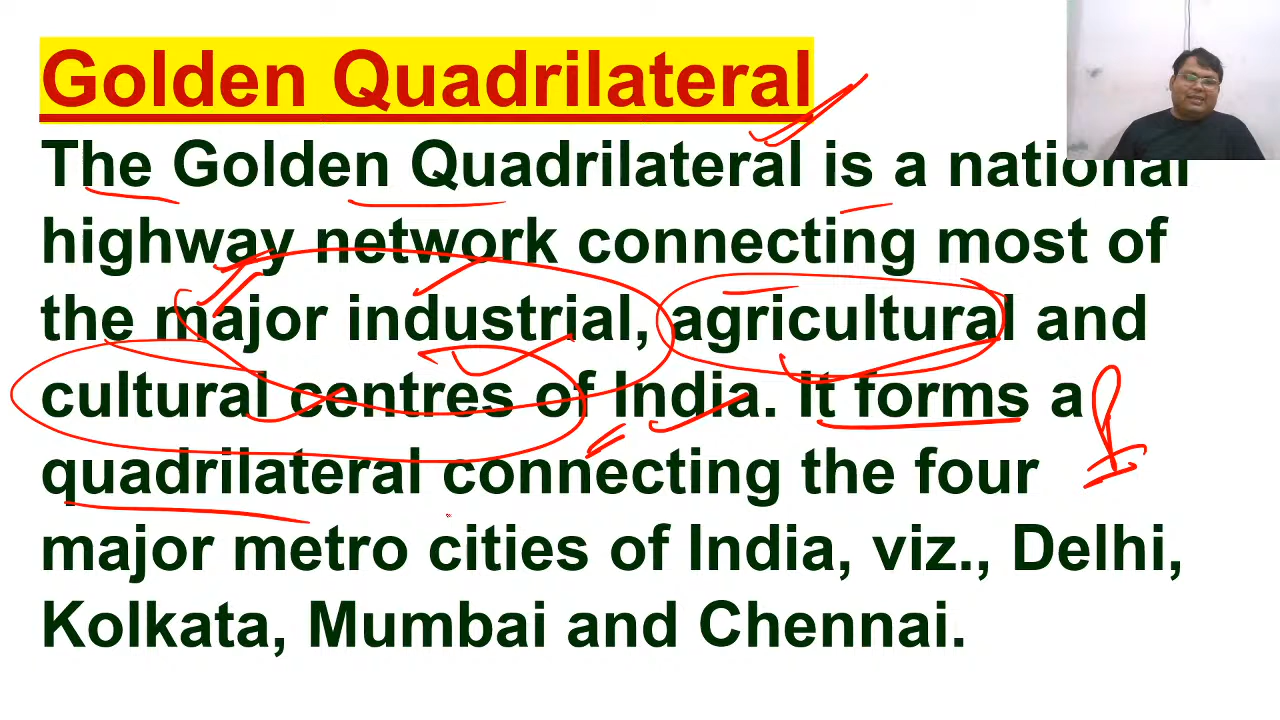 Golden Quadrilateral
The Golden Quadrilateral is a national
highway network connecting most of
the major industrial, agricultural and
cultural centres of India. It forms a
quadrilateral connecting the four
major metro cities of India, viz., Delhi,
Kolkata, Mumbai and Chennai.